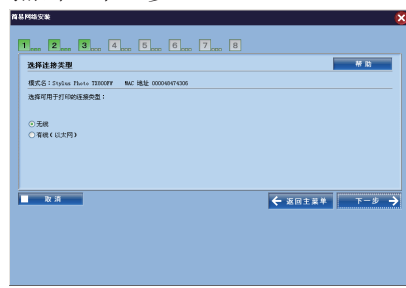 简易网络安装
1 2 3 4 5 6 7 8
选择连接类型
帮助
模式名：Stylus Photo TX800FW MAC 地址 000048474306
选择可用于打印的连接类型：
无线
有线（以太网）
取消
返回主菜单
下一步